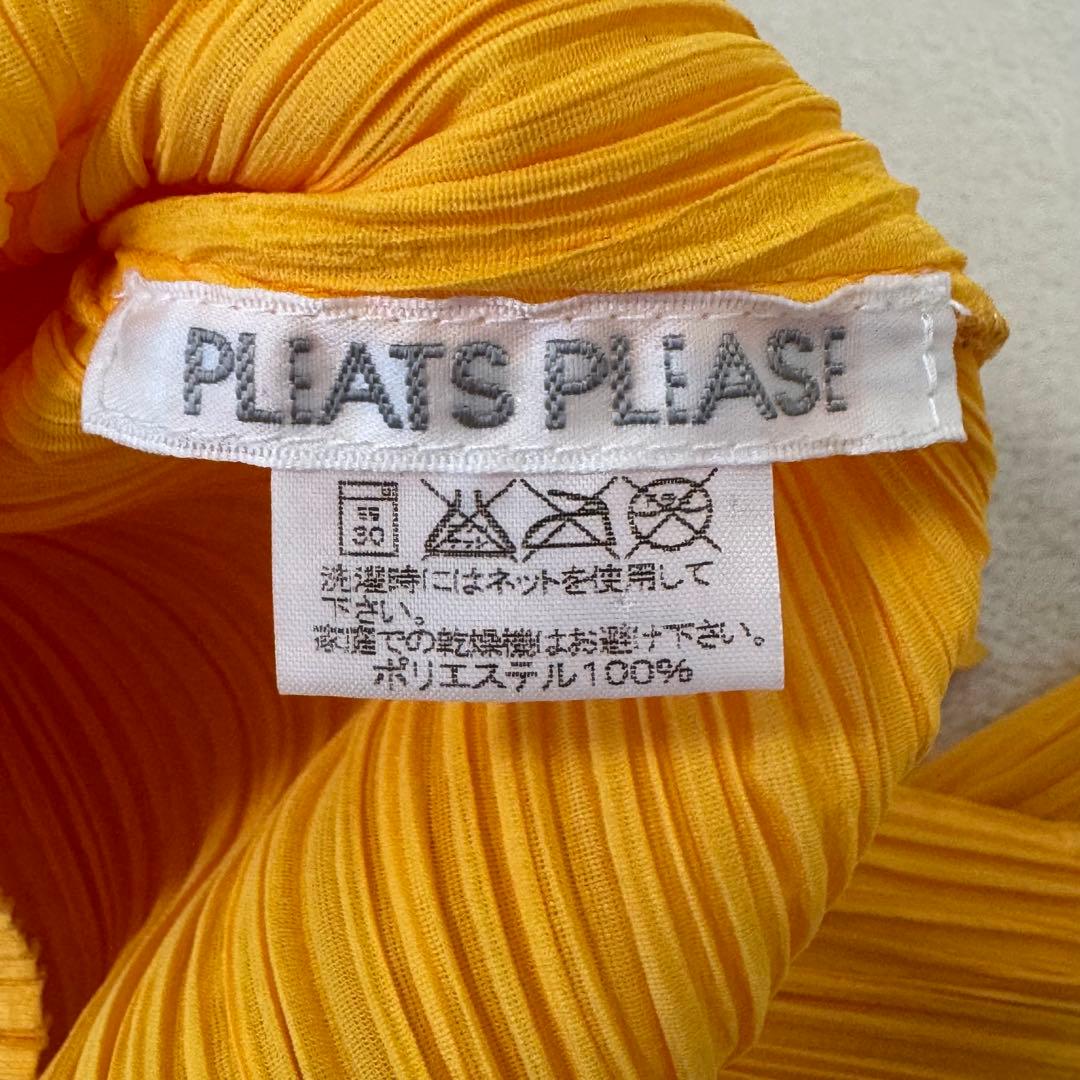 PLEATS PLEASE
弱
30
洗濯時にはネットを使用して
下さい。
家庭での乾燥機はお避け下さい。
ポリエステル100%